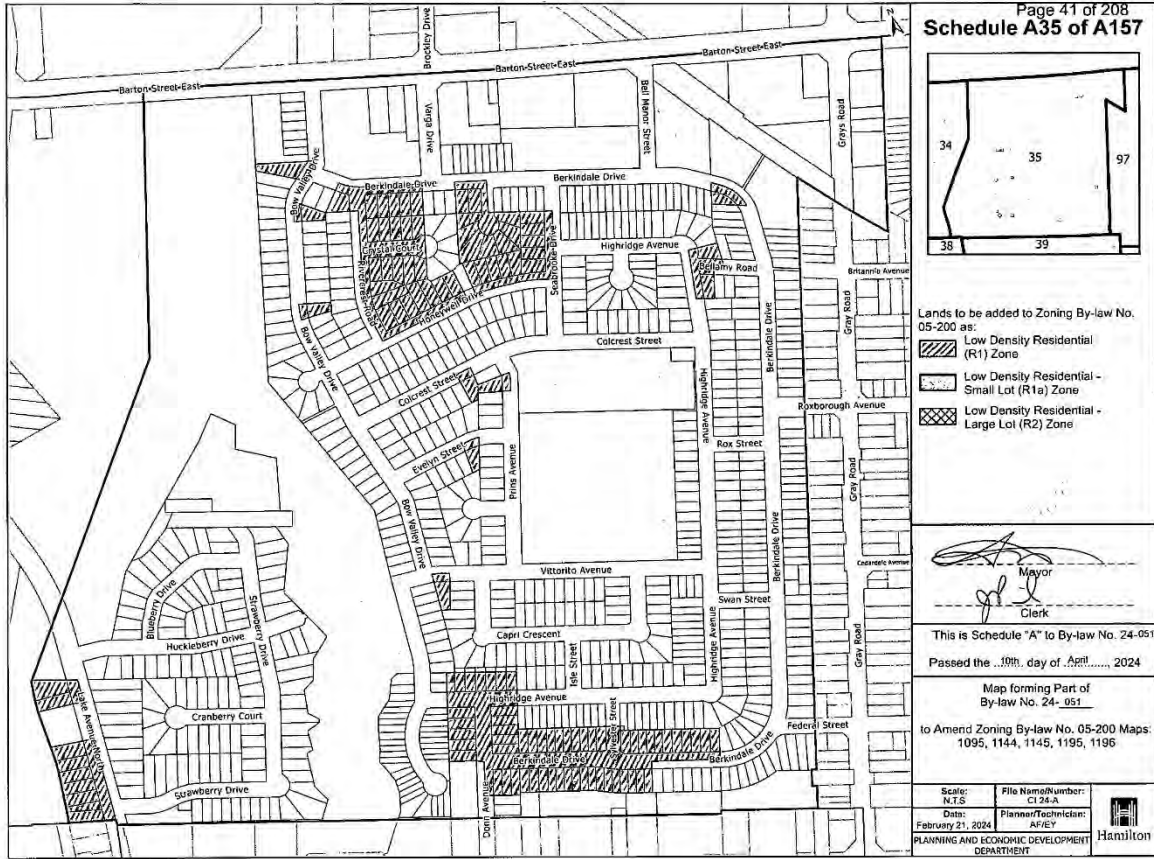 Page 41 of 208
Schedule A35 of A157
Brockley Drive
Barton Street East
Barton Street East
Bell Manor Street
Varga Drive
Grays Road
Bow Valley Drive
Berkindale Drive
Berkindale Drive
Crystal Court
Rivercrest Road
Honeywell Drive
Seabrooke Drive
Highridge Avenue
Bellamy Road
Britannia Avenue
Gray Road
Berkindale Drive
Bow Valley Drive
Colcrest Street
Colcrest Street
Highridge Avenue
Roxborough Avenue
Rox Street
Evelyn Street
Prins Avenue
Gray Road
Bow Valley Drive
Berkindale Drive
Vittorito Avenue
Cedardale Avenue
Swan Street
Blueberry Drive
Strawberry Drive
Huckleberry Drive
Capri Crescent
Isle Street
Highridge Avenue
Gray Road
Lake Avenue North
Cranberry Court
Highridge Avenue
Sylvester Street
Federal Street
Berkindale Drive
Berkindale Drive
Strawberry Drive
Donn Avenue
34
35
97
38
39
Lands to be added to Zoning By-law No.
05-200 as:
Low Density Residential
(R1) Zone
Low Density Residential -
Small Lot (R1a) Zone
Low Density Residential -
Large Lot (R2) Zone
Mayor
Clerk
This is Schedule "A" to By-law No. 24-051
Passed the ..10th. day of .April......, 2024
Map forming Part of
By-law No. 24- 051
to Amend Zoning By-law No. 05-200 Maps:
1095, 1144, 1145, 1195, 1196
Scale:
N.T.S
File Name/Number:
CI 24-A
Date:
February 21, 2024
Planner/Technician:
AF/EY
PLANNING AND ECONOMIC DEVELOPMENT
DEPARTMENT
Hamilton